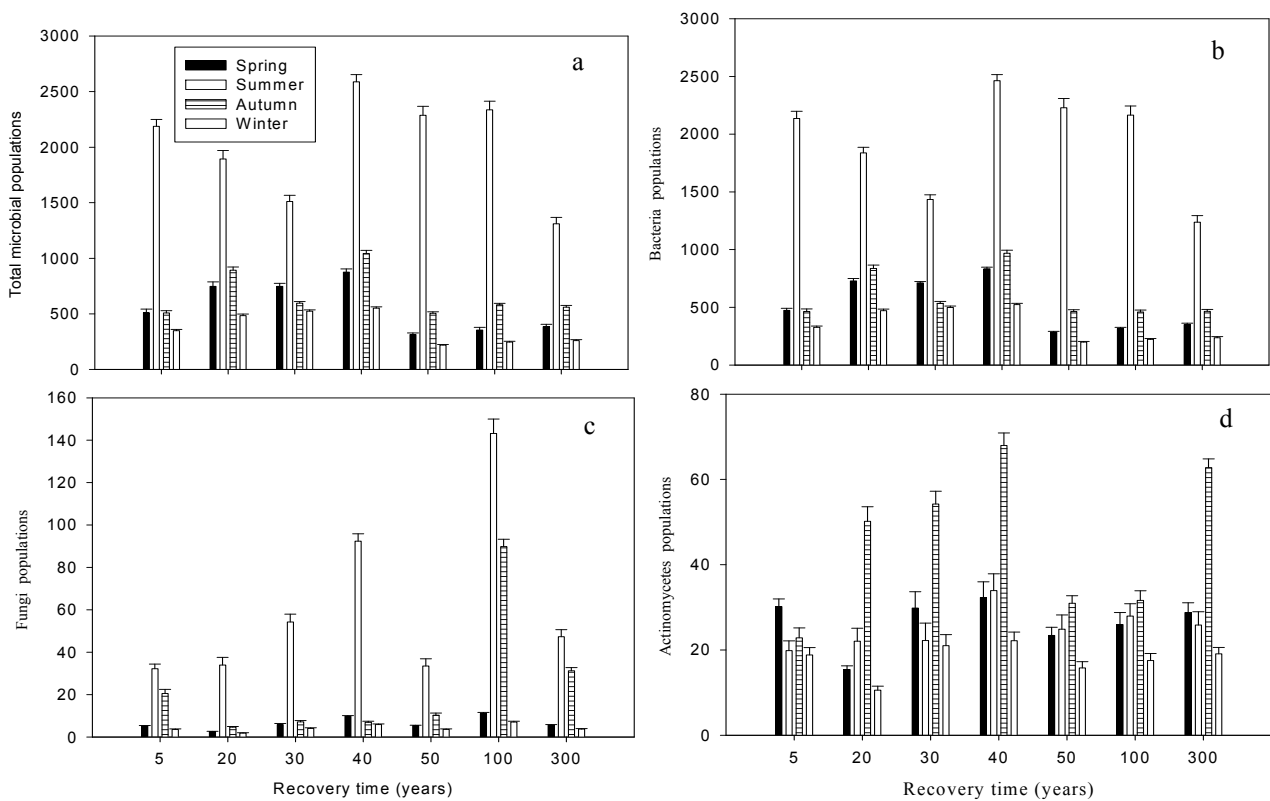 Total microbial populations
3000
2500
2000
1500
1000
500
0
Spring
Summer
Autumn
Winter
a
Bacteria populations
3000
2500
2000
1500
1000
500
0
b
Fungi populations
160
140
120
100
80
60
40
20
0
c
5 20 30 40 50 100 300
Recovery time (years)
Actinomycetes populations
80
60
40
20
0
d
5 20 30 40 50 100 300
Recovery time (years)